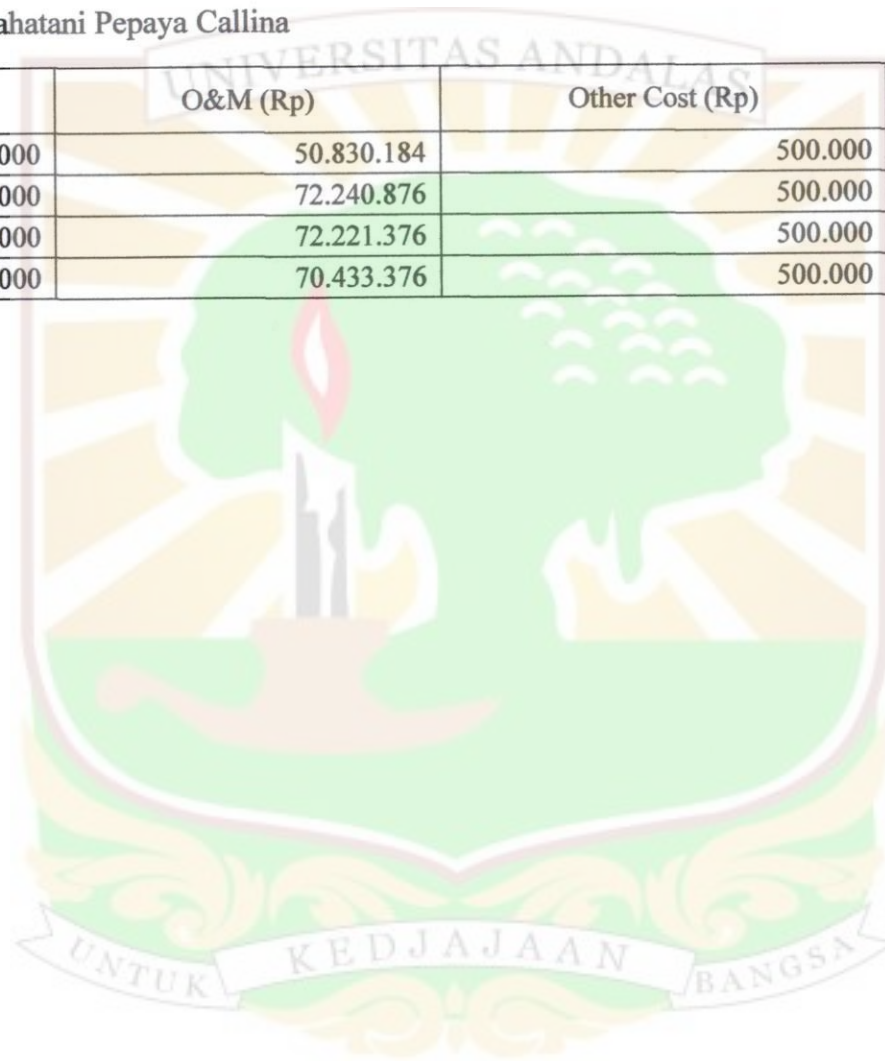 ahatani Pepaya Callina
UNIVERSITAS ANDALAS
O&M (Rp) Other Cost (Rp)
000 50.830.184 500.000
000 72.240.876 500.000
000 72.221.376 500.000
000 70.433.376 500.000
UNTUK KEDJAJAAN BANGSA